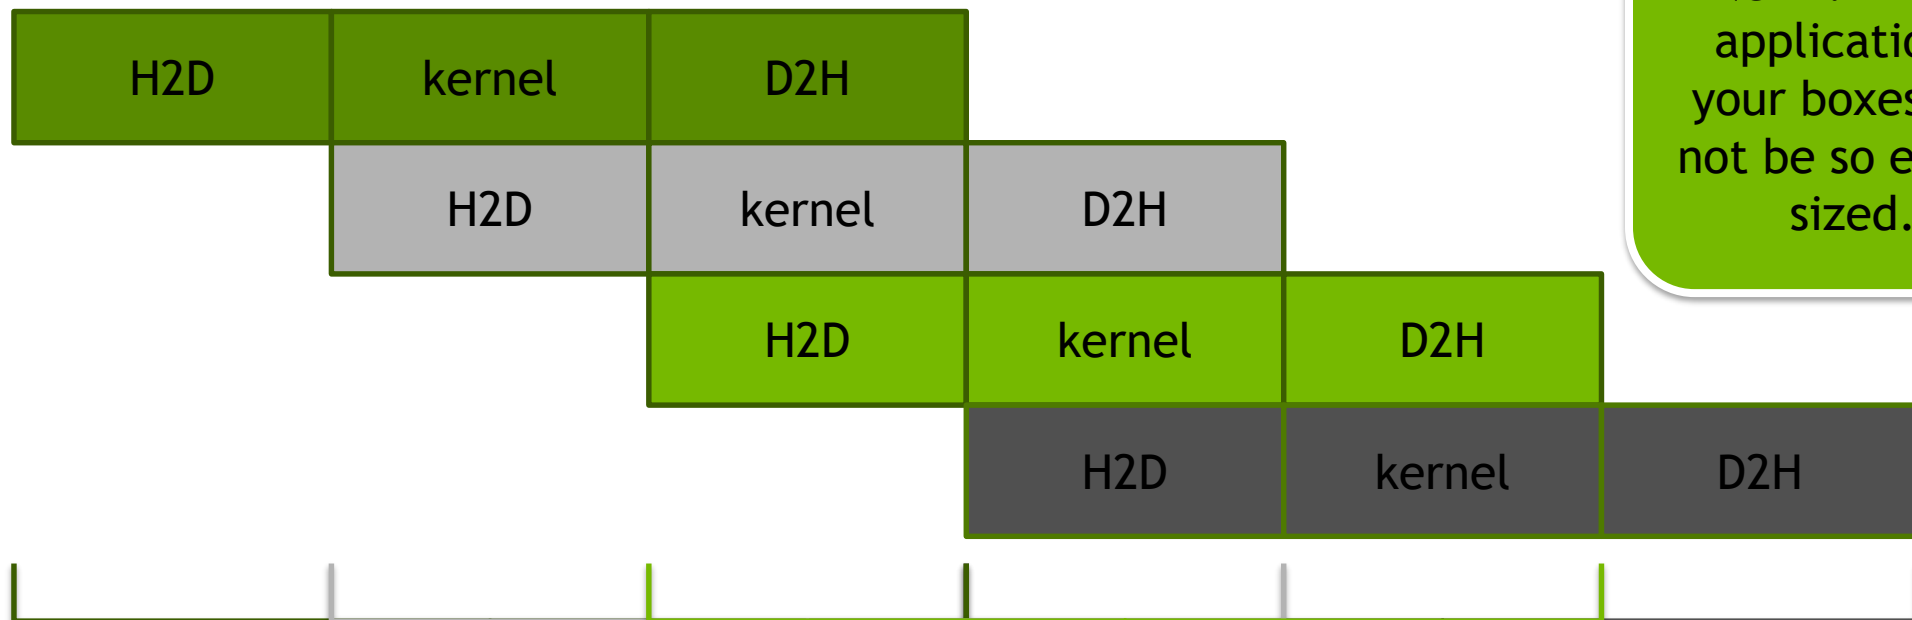 H2D kernel D2H
H2D kernel D2H
H2D kernel D2H
H2D kernel D2H
your boxes
not be so
sized.